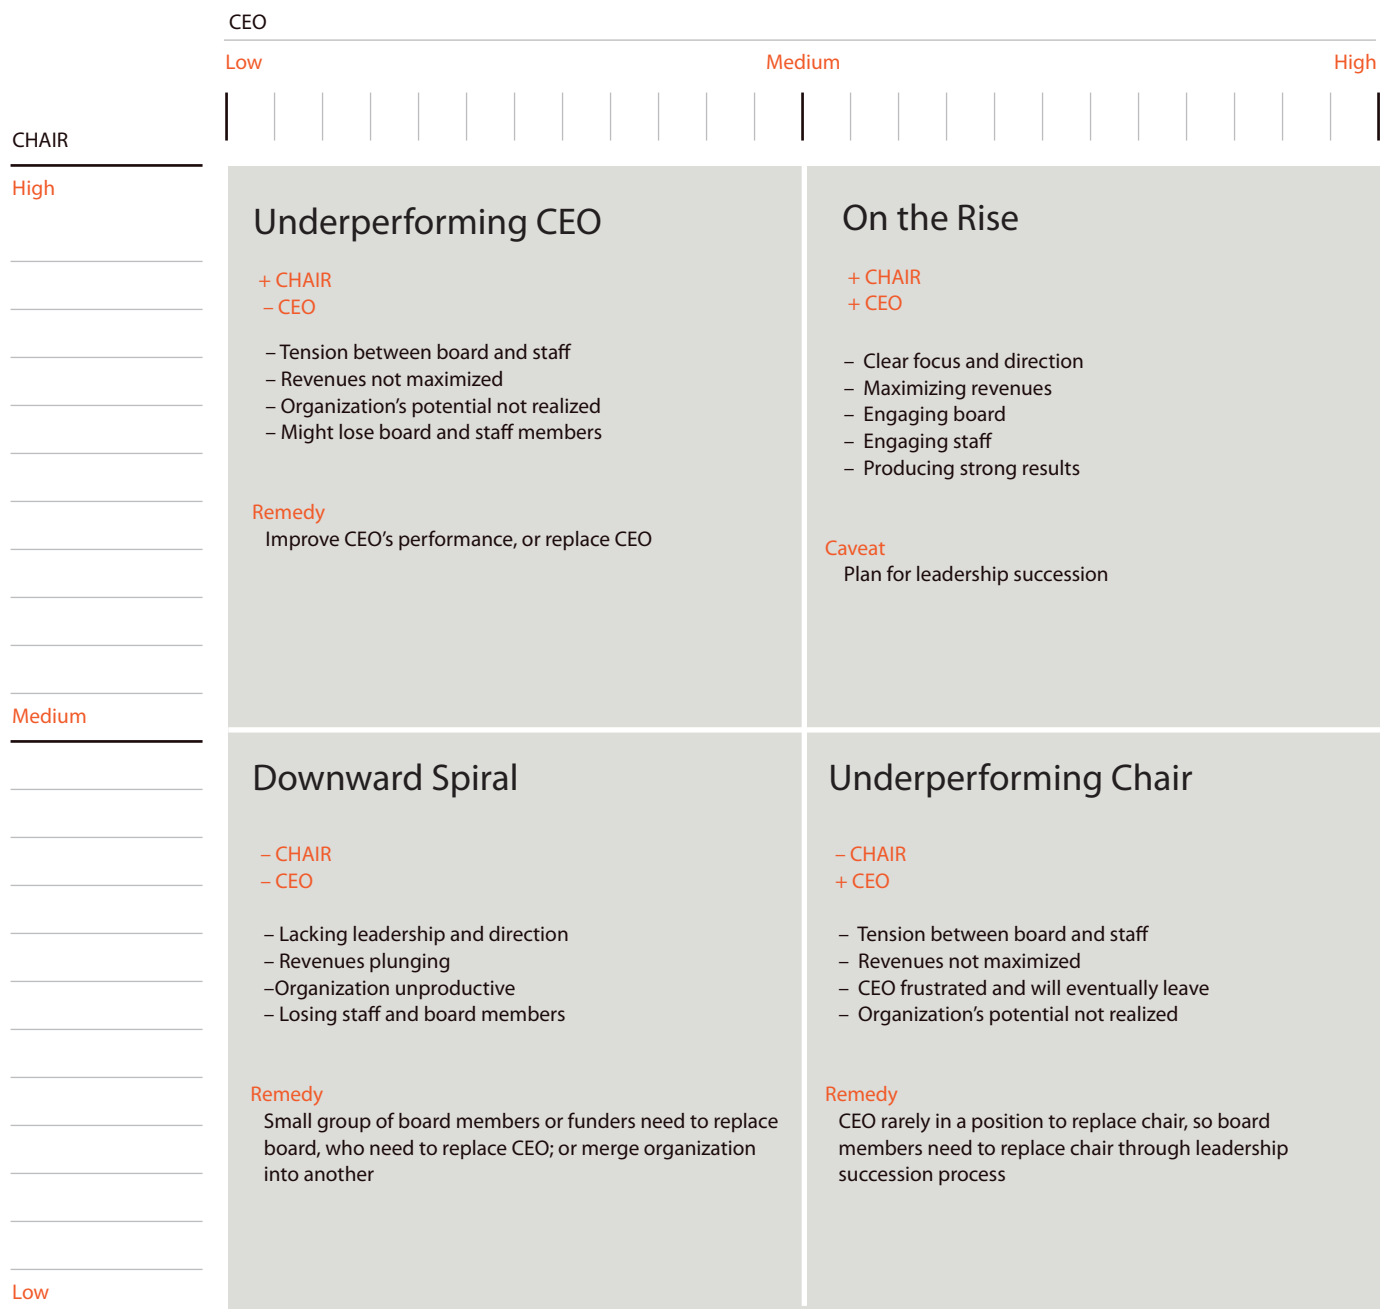 CEO
Low
Medium
High
CHAIR
High
Medium
Low
Underperforming CEO
+ CHAIR
– CEO
– Tension between board and staff
– Revenues not maximized
– Organization’s potential not realized
– Might lose board and staff members
Remedy
Improve CEO’s performance, or replace CEO
On the Rise
+ CHAIR
+ CEO
– Clear focus and direction
– Maximizing revenues
– Engaging board
– Engaging staff
– Producing strong results
Caveat
Plan for leadership succession
Downward Spiral
– CHAIR
– CEO
– Lacking leadership and direction
– Revenues plunging
–Organization unproductive
– Losing staff and board members
Remedy
Small group of board members or funders need to replace
board, who need to replace CEO; or merge organization
into another
Underperforming Chair
– CHAIR
+ CEO
– Tension between board and staff
– Revenues not maximized
– CEO frustrated and will eventually leave
– Organization’s potential not realized
Remedy
CEO rarely in a position to replace chair, so board
members need to replace chair through leadership
succession process